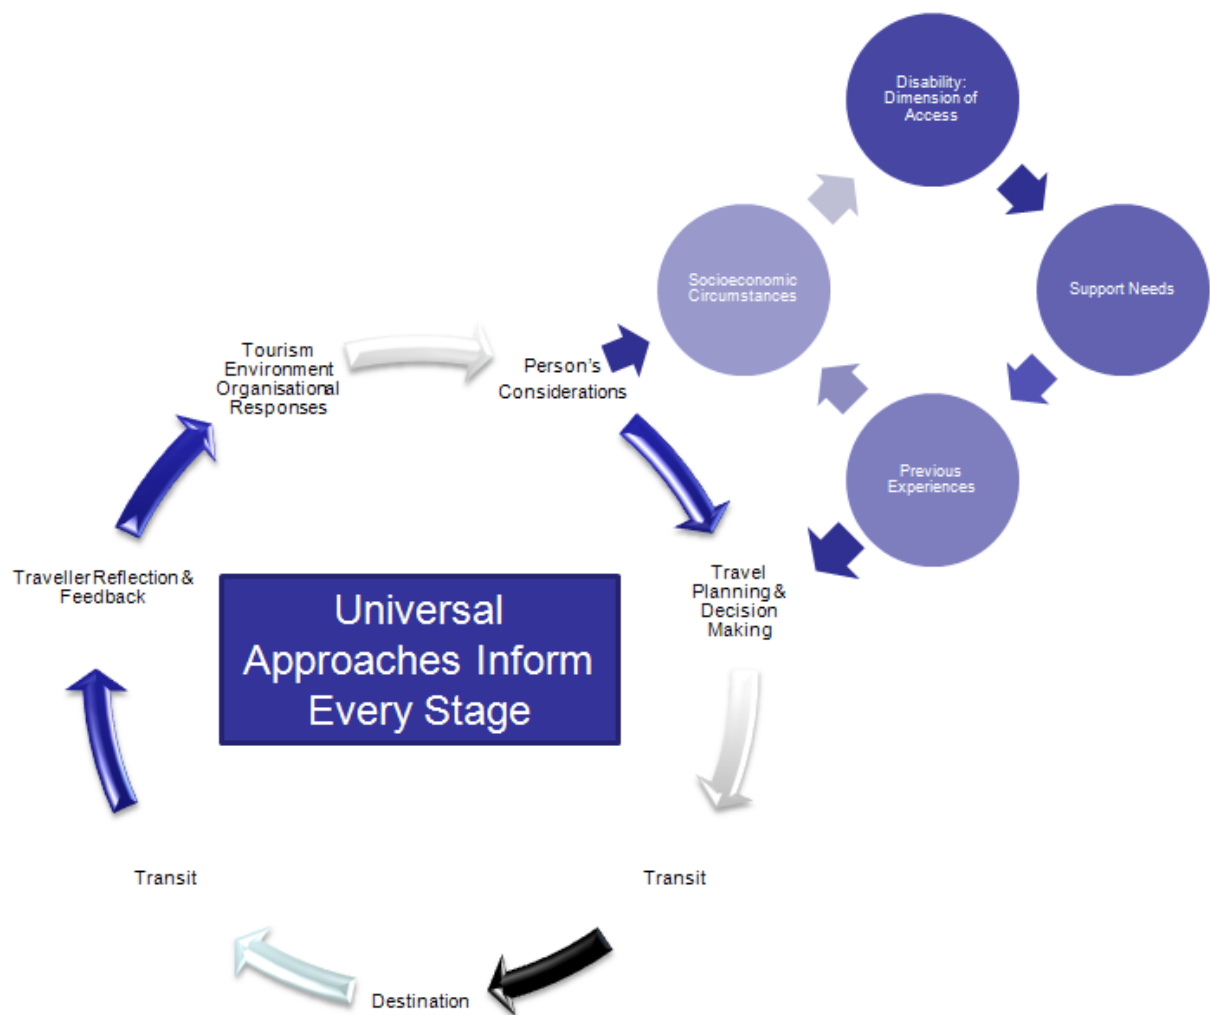 Disability:
Dimension of
Access
Socioeconomic
Circumstances
Support Needs
Previous
Experiences
Tourism
Environment
Organisational
Responses
Person's
Considerations
Travel
Planning &
Decision
Making
Traveller Reflection &
Feedback
Universal
Approaches Inform
Every Stage
Transit
Transit
Destination